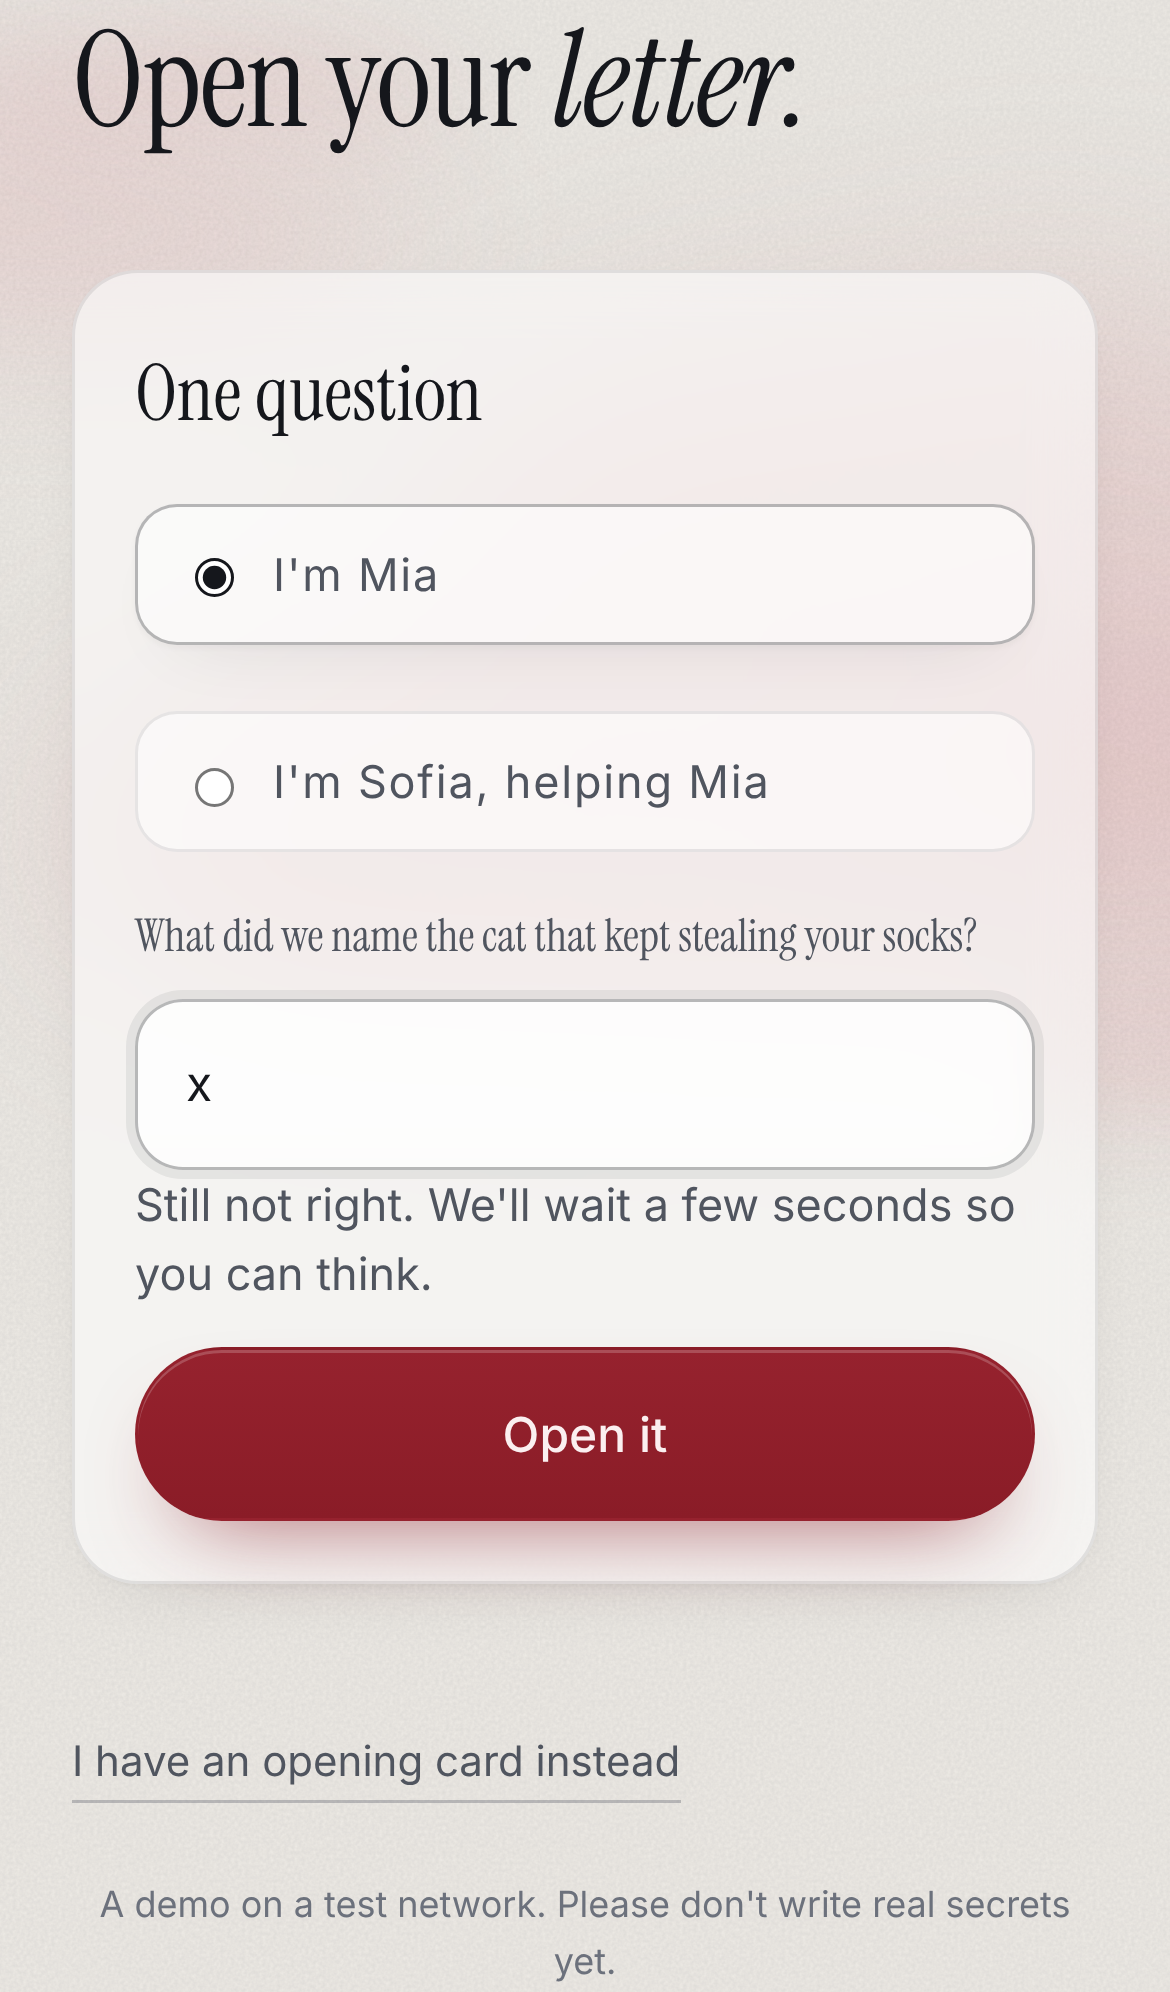 Open your letter.
One question
I'm Mia
I'm Sofia, helping Mia
What did we name the cat that kept stealing your socks?
x
Still not right. We'll wait a few seconds so
you can think.
Open it
I have an opening card instead
A demo on a test network. Please don't write real secrets
yet.